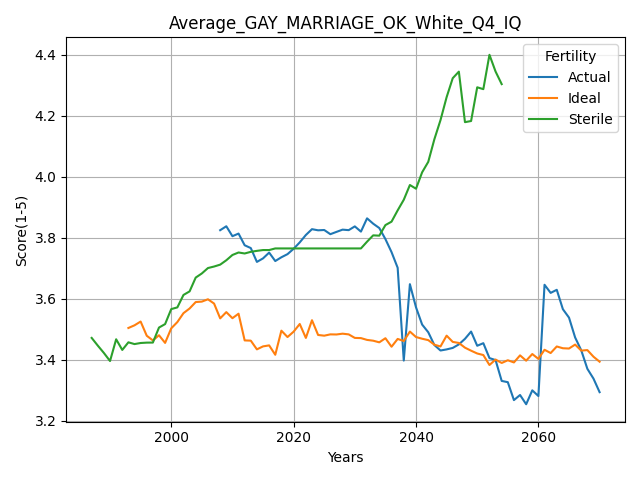 Average_GAY_MARRIAGE_OK_White_Q4_IQ
Fertility
Actual
Ideal
Sterile
Score(1-5)
4.4
4.2
4.0
3.8
3.6
3.4
3.2
2000
2020
2040
2060
Years